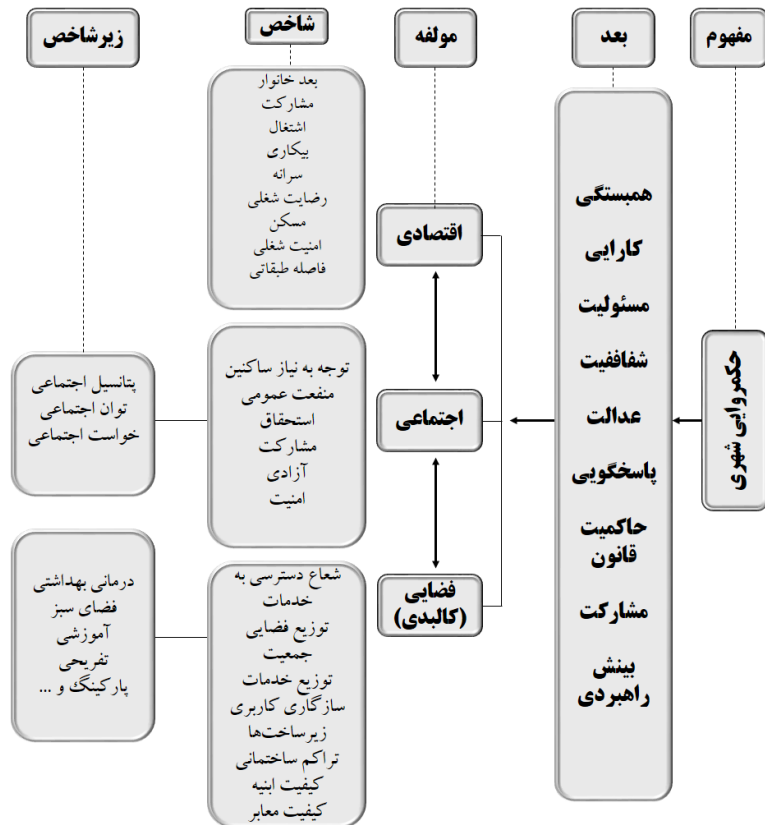 مفهوم
بعد
مولفه
شاخص
زیرشاخص
حکمروایی شهری
همبستگی
کارایی
مسئولیت
شفاففیت
عدالت
پاسخگویی
حاکمیت
قانون
مشارکت
بینش
راهبردی
اقتصادی
اجتماعی
فضایی
(کالبدی)
بعد خانوار
مشارکت
اشتغال
بیکاری
سرانه
رضایت شغلی
مسکن
امنیت شغلی
فاصله طبقاتی
توجه به نیاز ساکنین
منفعت عمومی
استحقاق
مشارکت
آزادی
امنیت
شعاع دسترسی به
خدمات
توزیع فضایی
جمعیت
توزیع خدمات
سازگاری کاربری
زیرساخت‌ها
تراکم ساختمانی
کیفیت ابنیه
کیفیت معابر
پتانسیل اجتماعی
توان اجتماعی
خواست اجتماعی
درمانی بهداشتی
فضای سبز
آموزشی
تفریحی
پارکینگ و ...